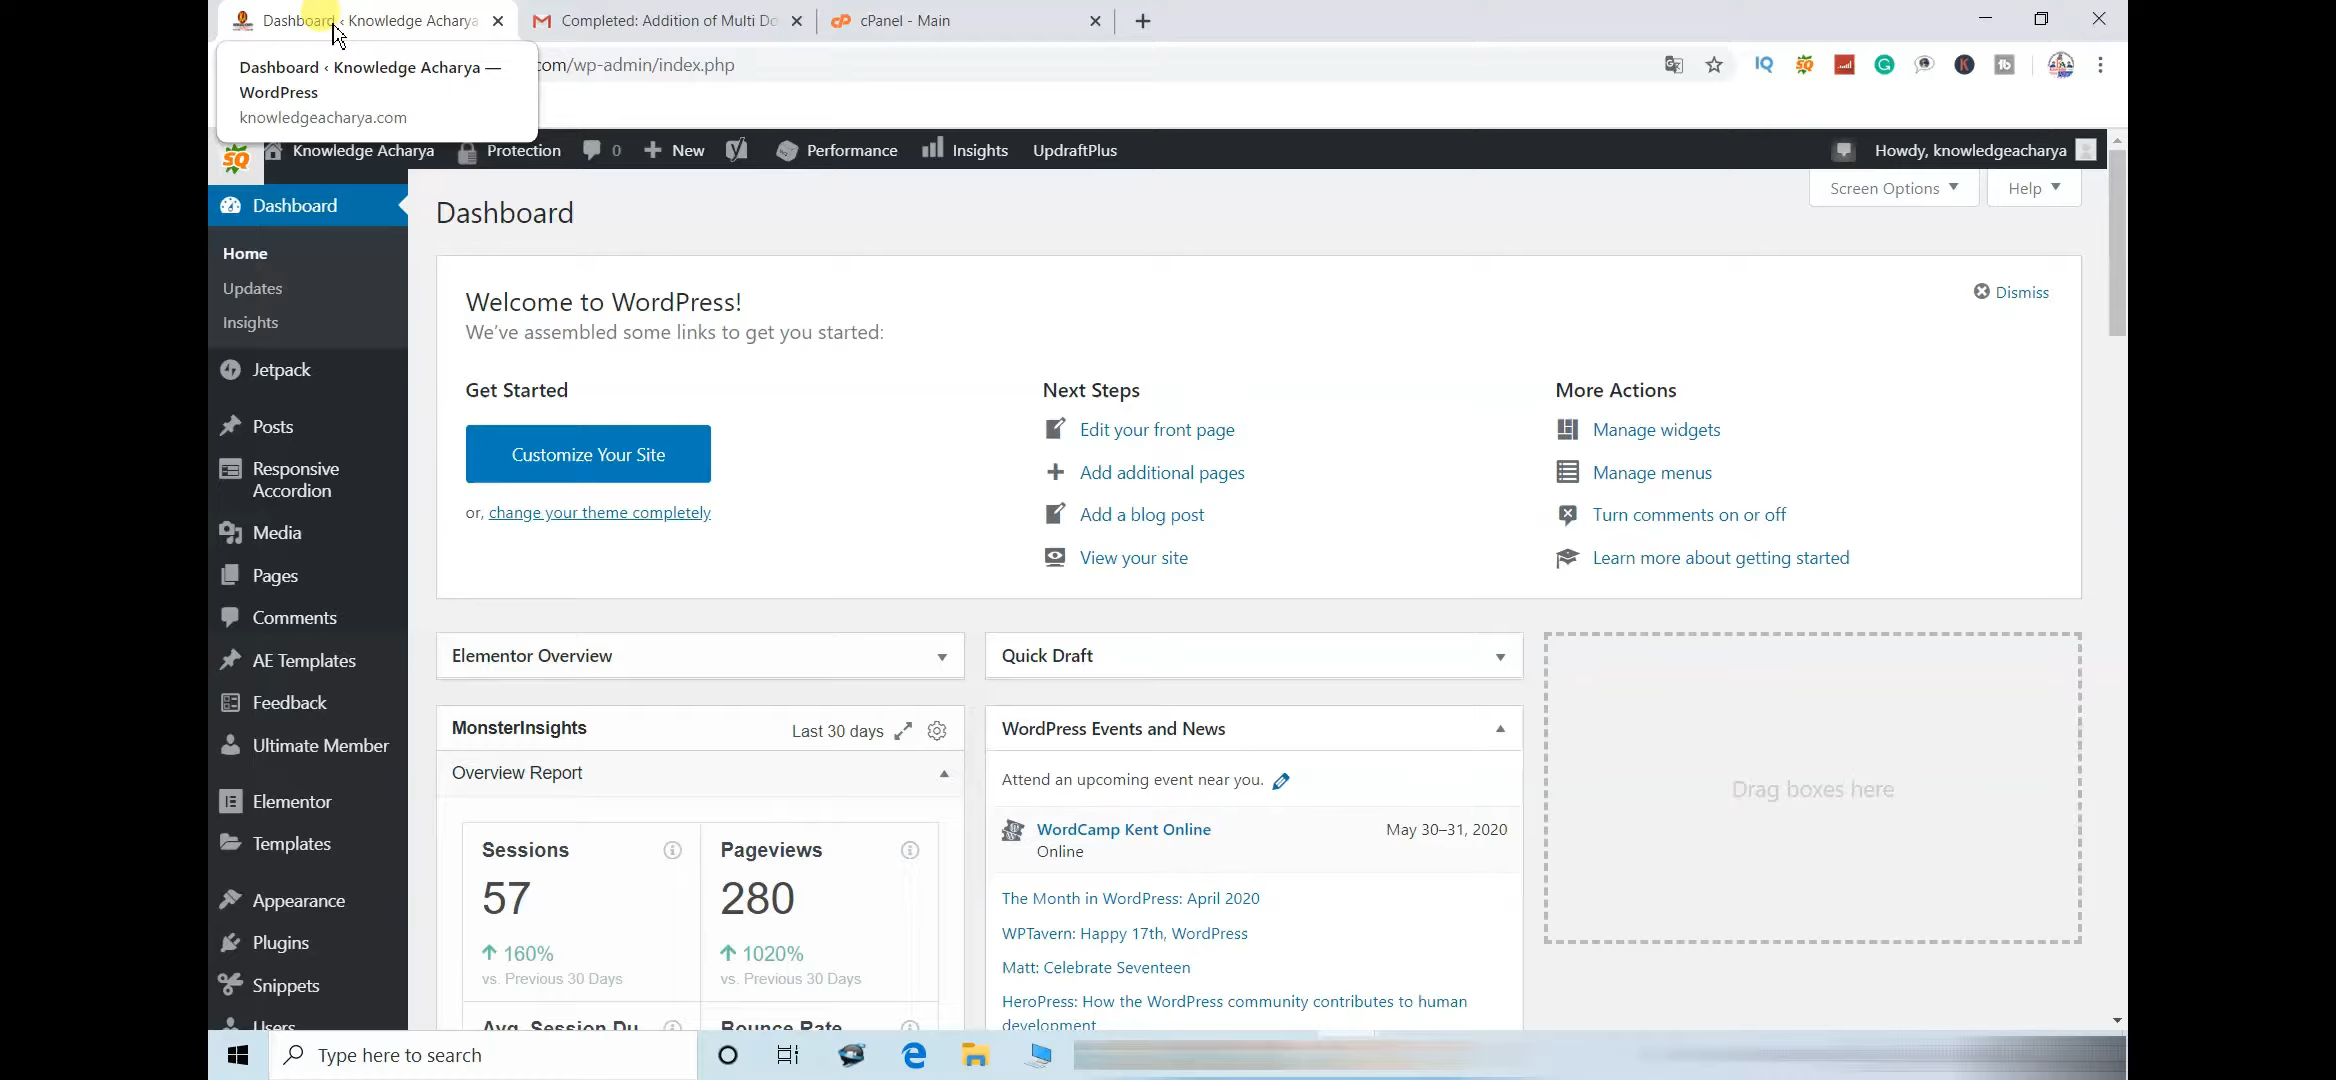 Dashboard ‹ Knowledge Acharya
Completed: Addition of Multi Do
cPanel - Main
Dashboard ‹ Knowledge Acharya —
WordPress
knowledgeacharya.com
com/wp-admin/index.php
Knowledge Acharya
Protection
0
New
Performance
Insights
UpdraftPlus
Howdy, knowledgeacharya
Screen Options
Help
Dashboard
Home
Updates
Insights
Jetpack
Posts
Responsive
Accordion
Media
Pages
Comments
AE Templates
Feedback
Ultimate Member
Elementor
Templates
Appearance
Plugins
Snippets
Users
Dashboard
Welcome to WordPress!
We've assembled some links to get you started:
Dismiss
Get Started
Customize Your Site
or, change your theme completely
Next Steps
Edit your front page
Add additional pages
Add a blog post
View your site
More Actions
Manage widgets
Manage menus
Turn comments on or off
Learn more about getting started
Elementor Overview
MonsterInsights
Last 30 days
Overview Report
Sessions
57
160%
vs. Previous 30 Days
Pageviews
280
1020%
vs. Previous 30 Days
Avg. Session Du
Bounce Rate
Quick Draft
WordPress Events and News
Attend an upcoming event near you.
WordCamp Kent Online
May 30–31, 2020
Online
The Month in WordPress: April 2020
WPTavern: Happy 17th, WordPress
Matt: Celebrate Seventeen
HeroPress: How the WordPress community contributes to human
development
Drag boxes here
Type here to search